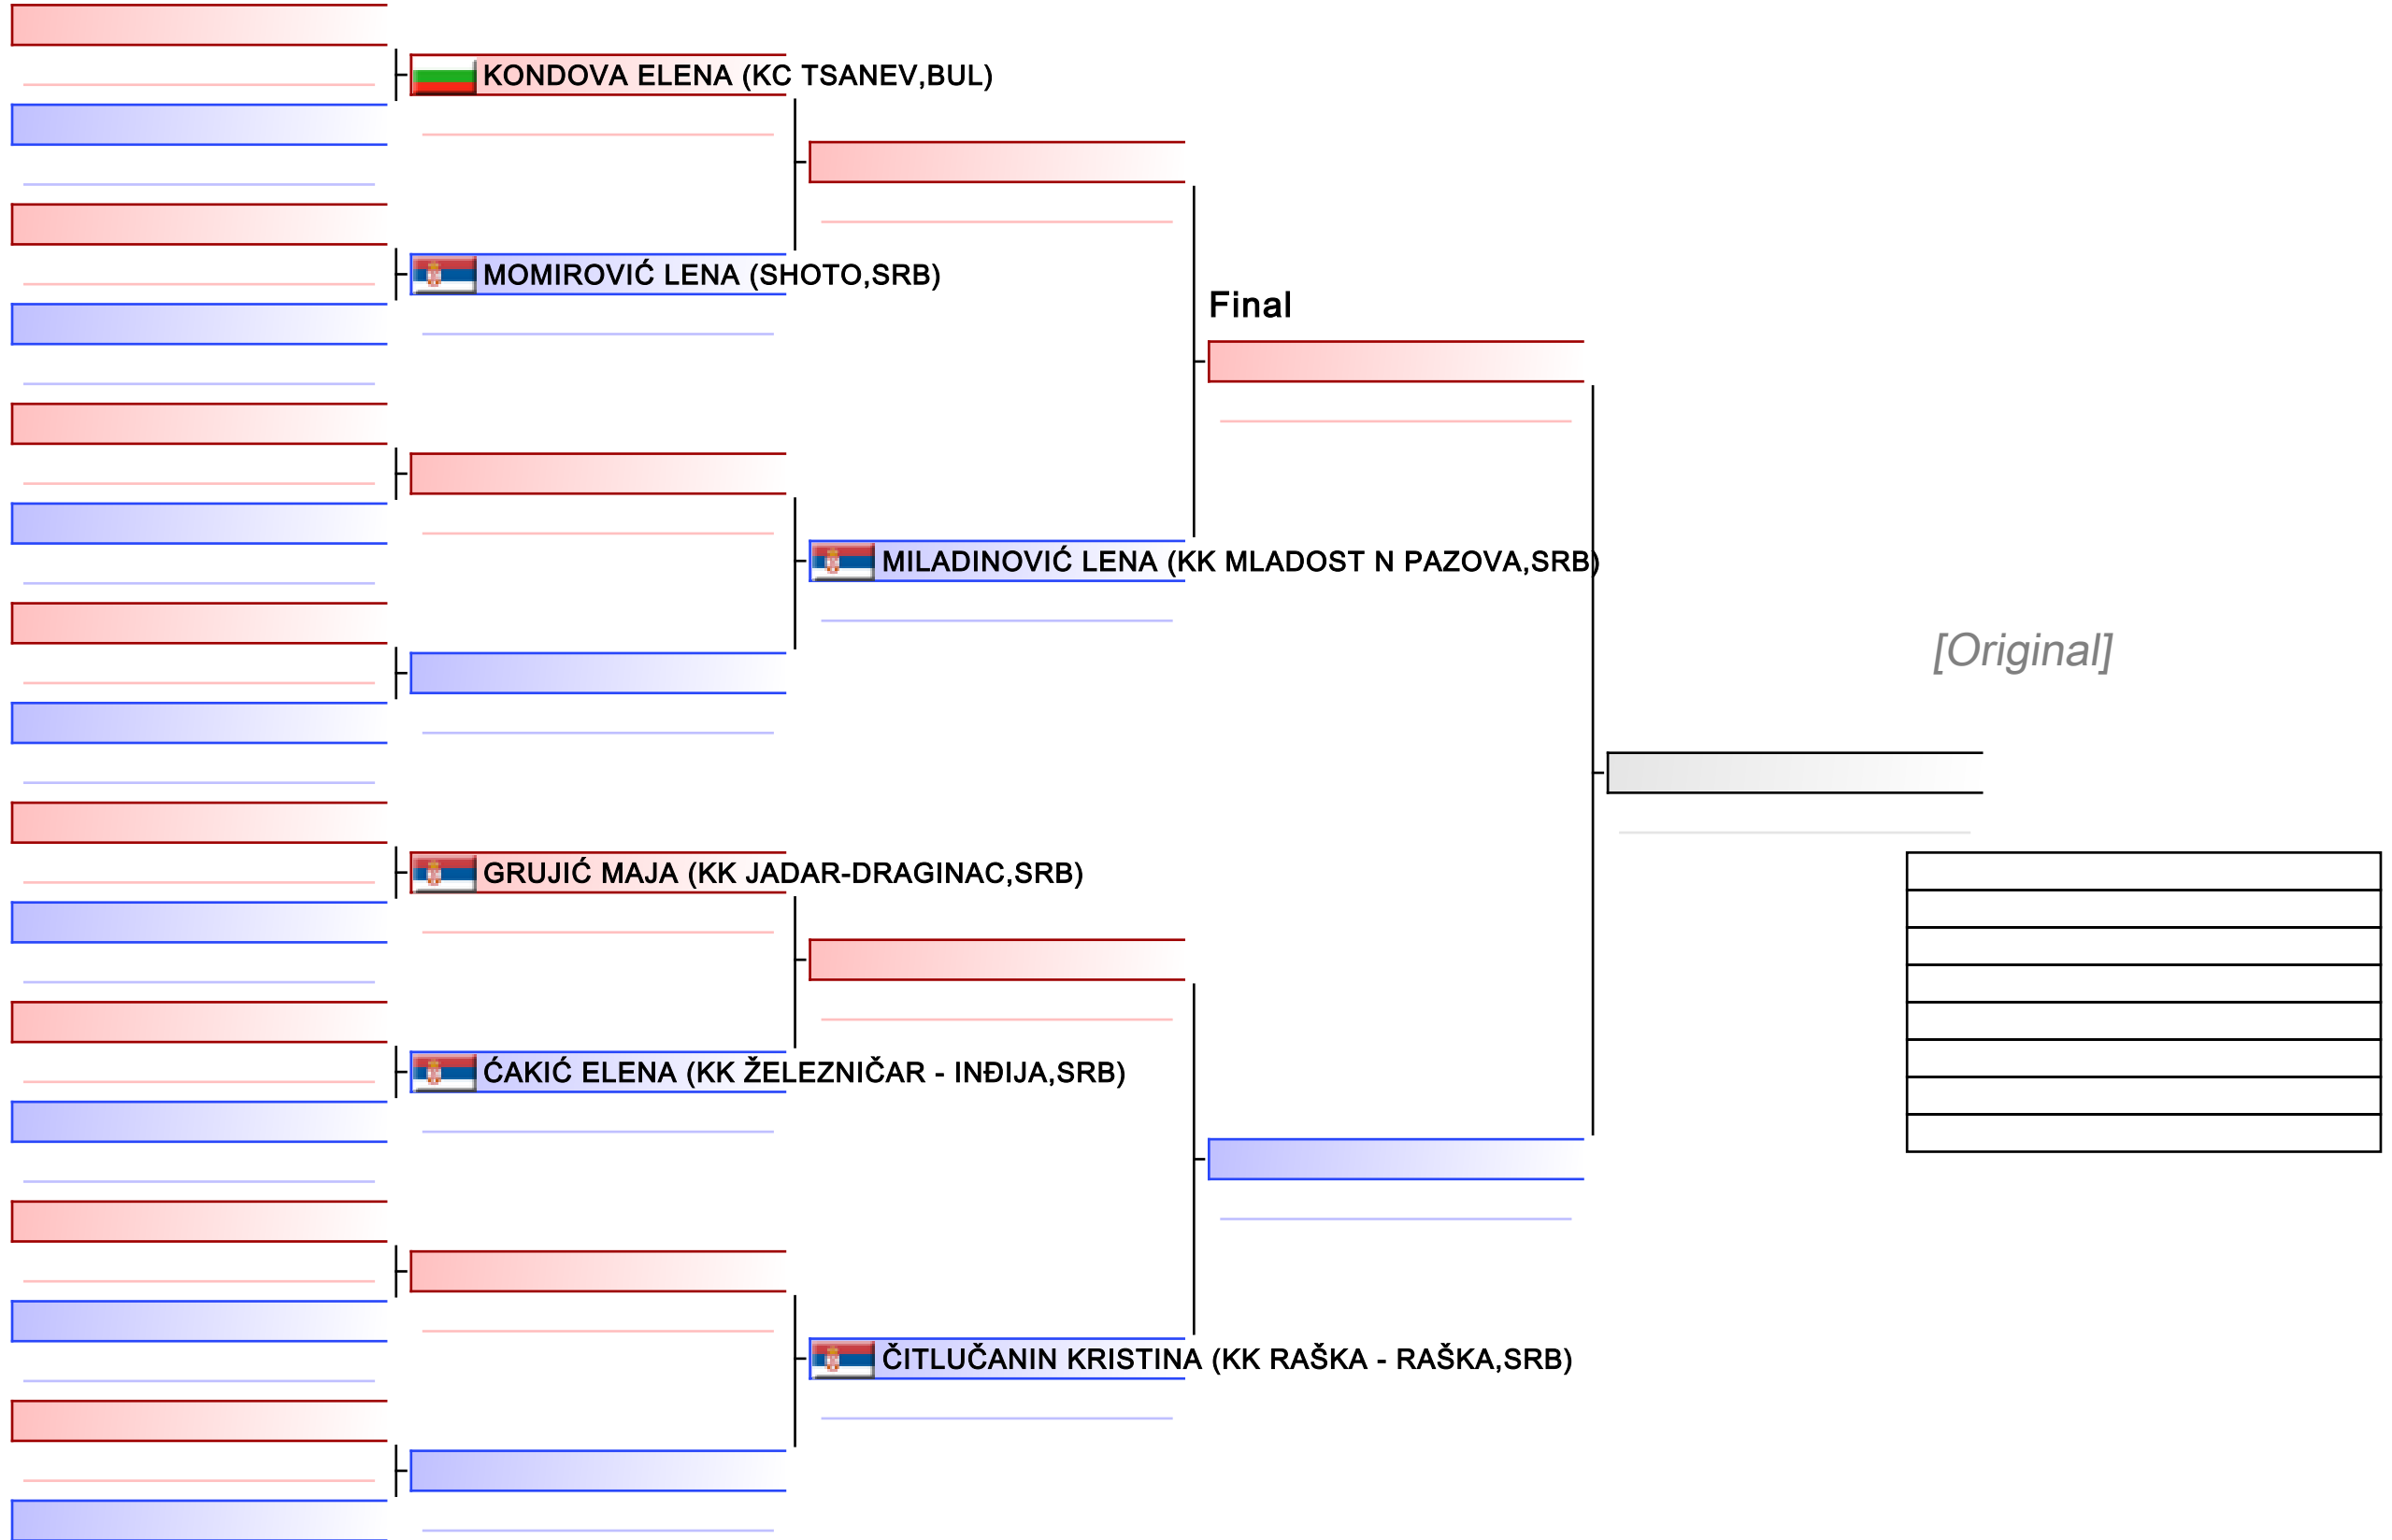 KONDOVA ELENA (KC TSANEV,BUL)
MOMIROVIĆ LENA (SHOTO,SRB)
Final
MILADINOVIĆ LENA (KK MLADOST N PAZOVA,SRB)
[Original]
GRUJIĆ MAJA (KK JADAR-DRAGINAC,SRB)
ĆAKIĆ ELENA (KK ŽELEZNIČAR - INĐIJA,SRB)
ČITLUČANIN KRISTINA (KK RAŠKA - RAŠKA,SRB)